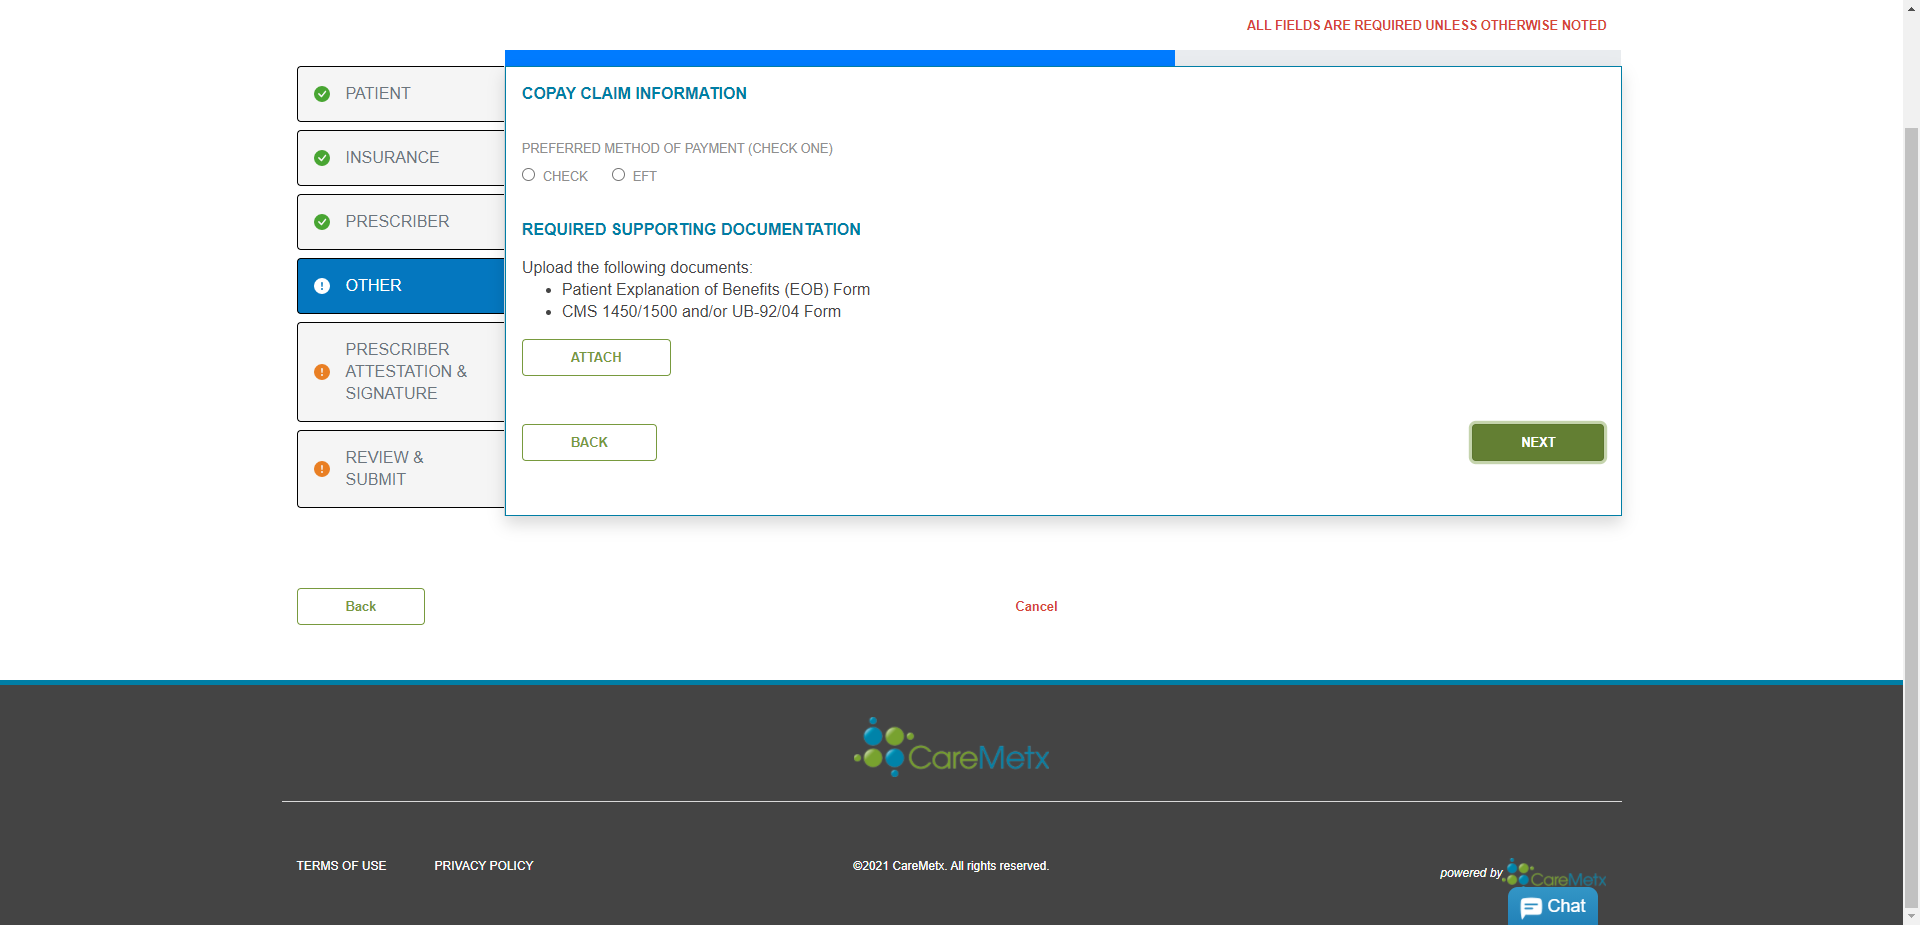 ALL FIELDS ARE REQUIRED UNLESS OTHERWISE NOTED
PATIENT
INSURANCE
PRESCRIBER
OTHER
PRESCRIBER
ATTESTATION &
SIGNATURE
REVIEW &
SUBMIT
COPAY CLAIM INFORMATION
PREFERRED METHOD OF PAYMENT (CHECK ONE)
CHECK EFT
REQUIRED SUPPORTING DOCUMENTATION
Upload the following documents:
• Patient Explanation of Benefits (EOB) Form
• CMS 1450/1500 and/or UB-92/04 Form
ATTACH
BACK NEXT
Back Cancel
CareMetx
TERMS OF USE PRIVACY POLICY ©2021 CareMetx. All rights reserved. powered by CareMetx
Chat